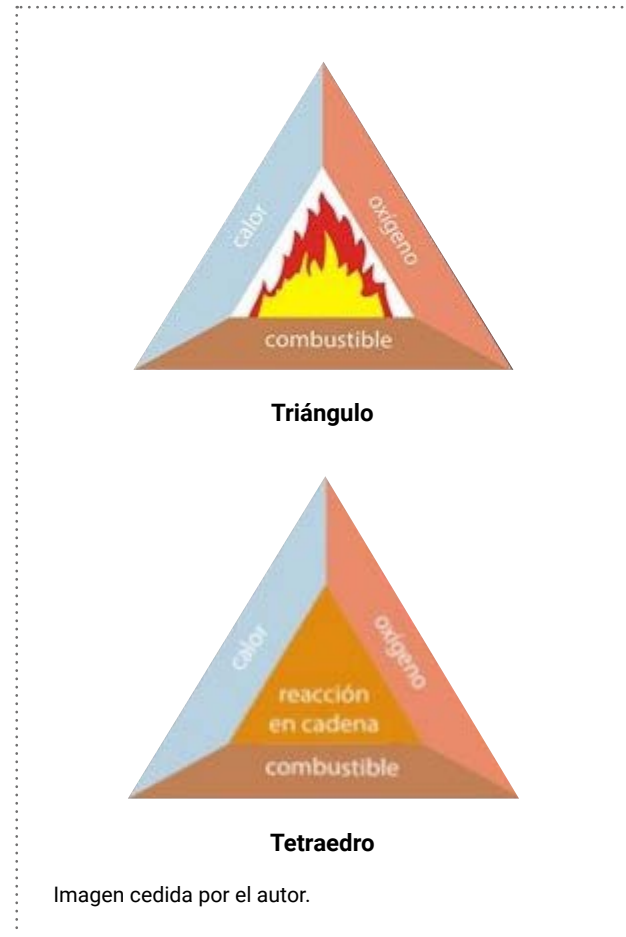 calor
oxígeno
combustible
Triángulo
calor
oxígeno
reacción
en cadena
combustible
Tetraedro
Imagen cedida por el autor.